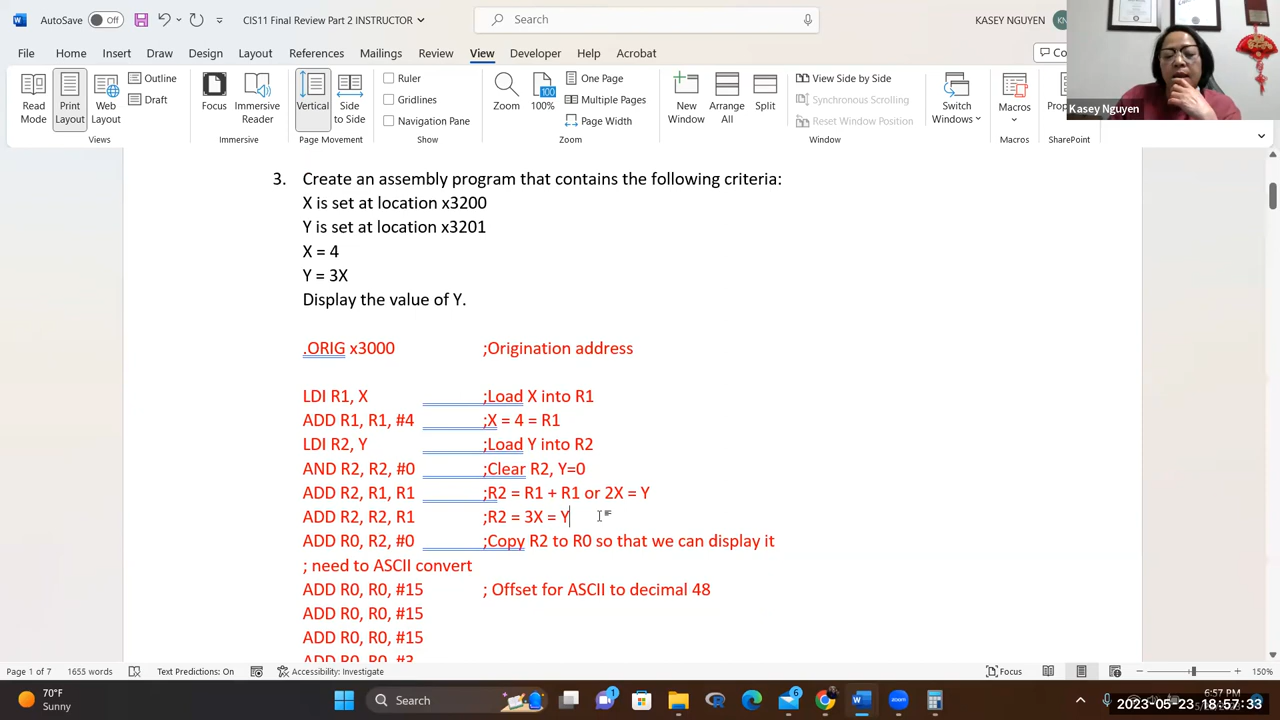 AutoSave Off CIS11 Final Review Part 2 INSTRUCTOR Search KASEY NGUYEN KN
File Home Insert Draw Design Layout References Mailings Review View Developer Help Acrobat
Read Mode Print Layout Web Layout Outline Draft Views
Focus Immersive Reader Immersive
Vertical Side to Side Page Movement
Ruler Gridlines Navigation Pane Show
Zoom 100% One Page Multiple Pages Page Width Zoom
New Window Arrange All Split View Side by Side Synchronous Scrolling Reset Window Position Window
Switch Windows Macros Macros SharePoint
Kasey Nguyen
3. Create an assembly program that contains the following criteria:
X is set at location x3200
Y is set at location x3201
X = 4
Y = 3X
Display the value of Y.
.ORIG x3000 ;Origination address
LDI R1, X ;Load X into R1
ADD R1, R1, #4 ;X = 4 = R1
LDI R2, Y ;Load Y into R2
AND R2, R2, #0 ;Clear R2, Y=0
ADD R2, R1, R1 ;R2 = R1 + R1 or 2X = Y
ADD R2, R2, R1 ;R2 = 3X = Y
ADD R0, R2, #0 ;Copy R2 to R0 so that we can display it
; need to ASCII convert
ADD R0, R0, #15 ; Offset for ASCII to decimal 48
ADD R0, R0, #15
ADD R0, R0, #15
ADD R0, R0, #3
Page 1 of 7 1655 words Text Predictions: On Accessibility: Investigate Focus 150%
70°F
Sunny
Search
6:57 PM
2023-05-23 18:57:33